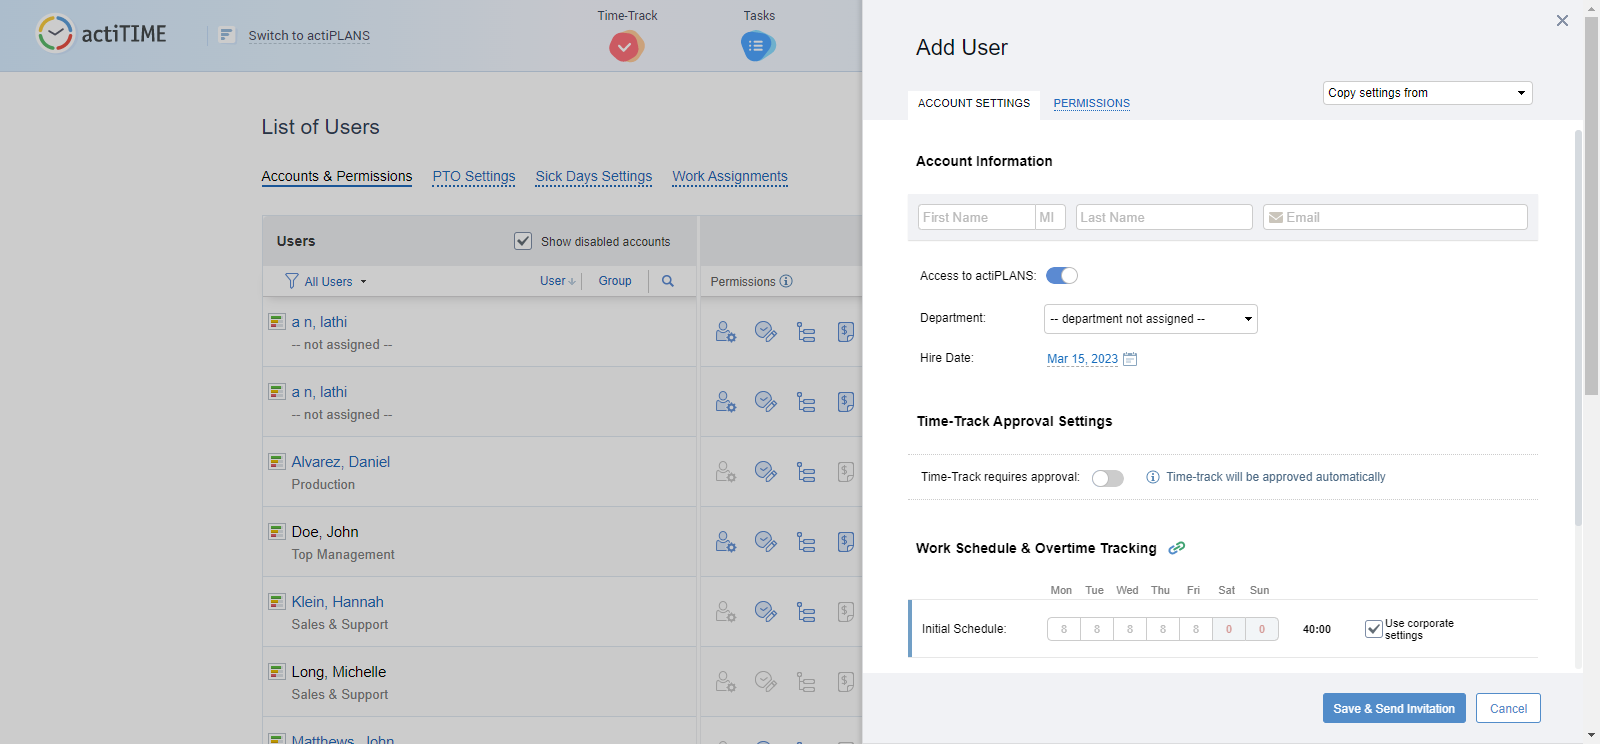 actiTIME
Switch to actiPLANS
Time-Track
Tasks
List of Users
Accounts & Permissions
PTO Settings
Sick Days Settings
Work Assignments
Users
Show disabled accounts
All Users
User
Group
Permissions
a n, lathi
-- not assigned --
a n, lathi
-- not assigned --
Alvarez, Daniel
Production
Doe, John
Top Management
Klein, Hannah
Sales & Support
Long, Michelle
Sales & Support
Matthews, John
Add User
ACCOUNT SETTINGS
PERMISSIONS
Copy settings from
Account Information
First Name
MI
Last Name
Email
Access to actiPLANS:
Department:
-- department not assigned --
Hire Date:
Mar 15, 2023
Time-Track Approval Settings
Time-Track requires approval:
Time-track will be approved automatically
Work Schedule & Overtime Tracking
Mon Tue Wed Thu Fri Sat Sun
Initial Schedule:
8 8 8 8 8 0 0
40:00
Use corporate
settings
Save & Send Invitation
Cancel